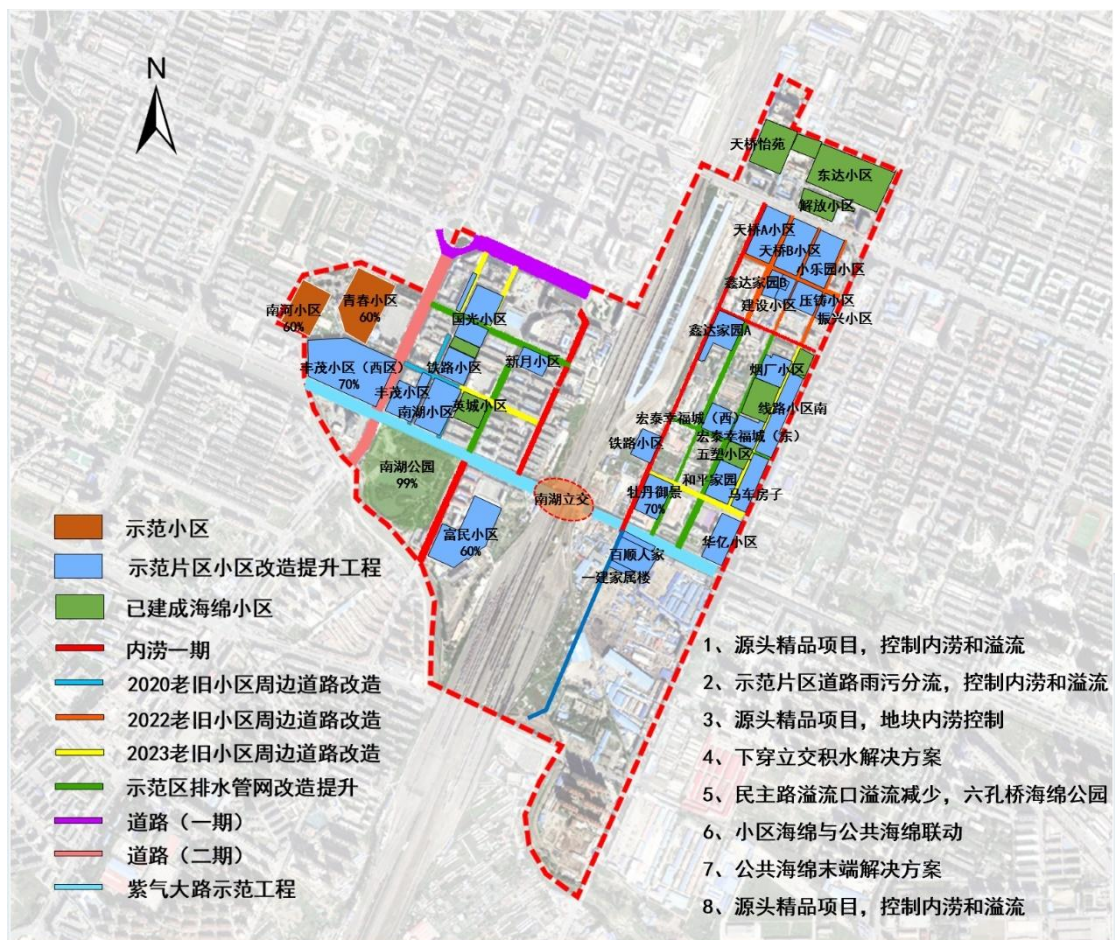 N
天桥怡苑
东达小区
解放小区
天桥A小区
天桥B小区
小乐园小区
鑫达家园B
建设小区
压铸小区
振兴小区
鑫达家园A
烟厂小区
线路小区南
宏泰幸福城（西）
宏泰幸福城（东）
铁路小区
五塑小区
和平家园
马车房子
牡丹御景
70%
华亿小区
百顺人家
一建家属楼
南河小区
60%
青春小区
60%
国光小区
新月小区
丰茂小区（西区）
70%
铁路小区
丰茂小区
南湖小区
英城小区
南湖公园
99%
南湖立交
富民小区
60%
示范小区
示范片区小区改造提升工程
已建成海绵小区
内涝一期
2020老旧小区周边道路改造
2022老旧小区周边道路改造
2023老旧小区周边道路改造
示范区排水管网改造提升
道路（一期）
道路（二期）
紫气大路示范工程
1、源头精品项目，控制内涝和溢流
2、示范片区道路雨污分流，控制内涝和溢流
3、源头精品项目，地块内涝控制
4、下穿立交积水解决方案
5、民主路溢流口溢流减少，六孔桥海绵公园
6、小区海绵与公共海绵联动
7、公共海绵末端解决方案
8、源头精品项目，控制内涝和溢流